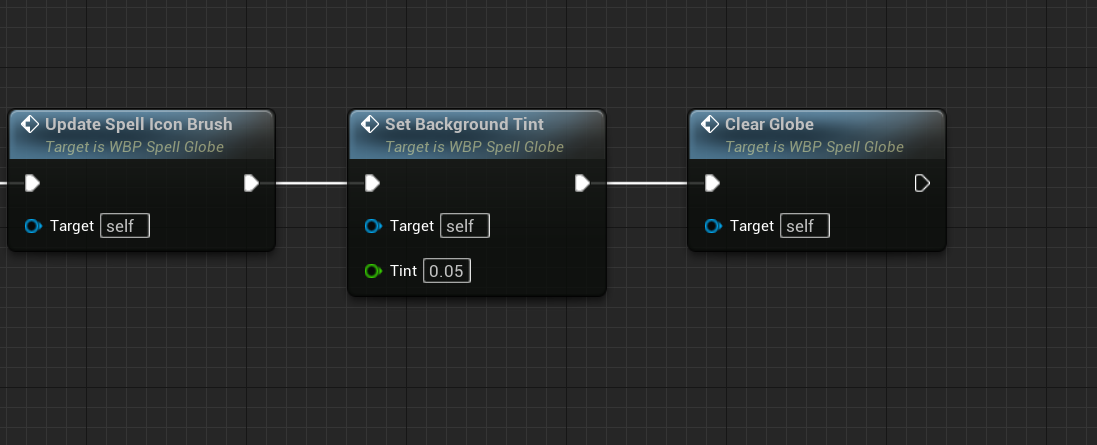 Update Spell Icon Brush
Target is WBP Spell Globe
Target self
Set Background Tint
Target is WBP Spell Globe
Target self
Tint 0.05
Clear Globe
Target is WBP Spell Globe
Target self